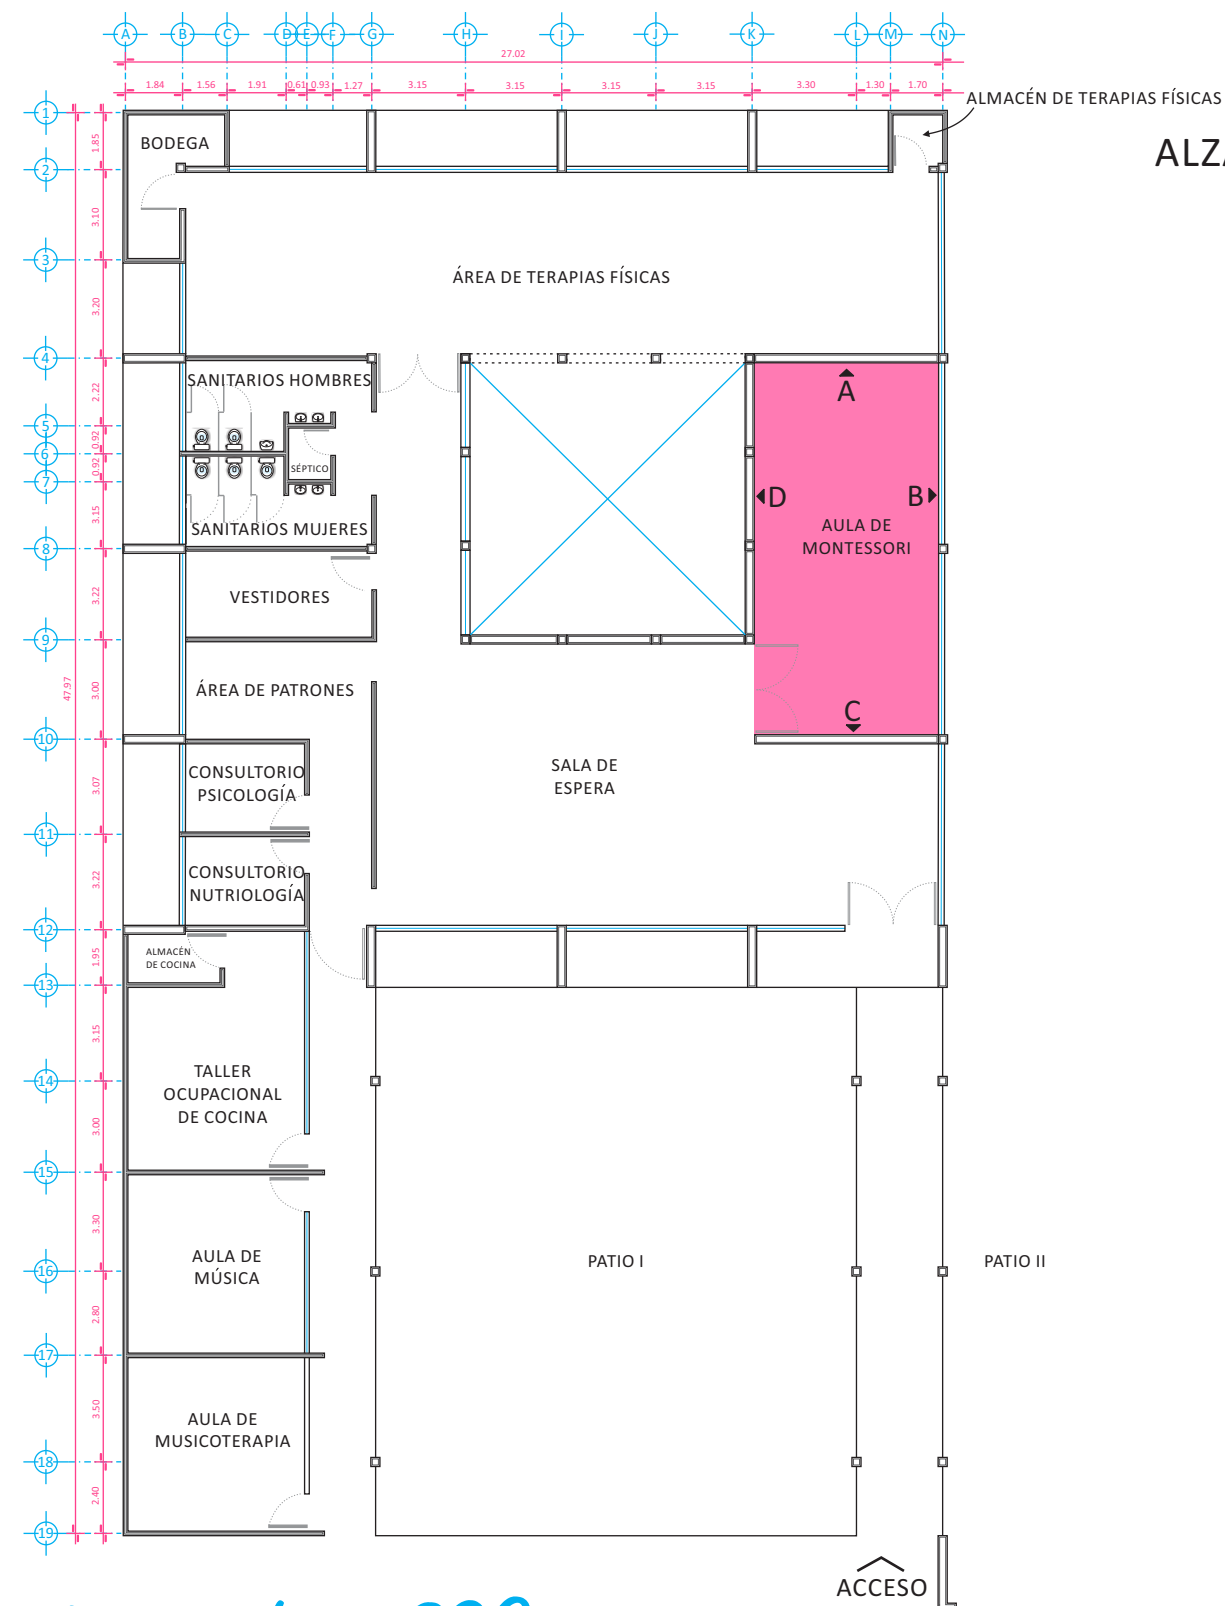 A B C D E F G H I J K L M N
27.02
1.84 1.56 1.91 0.61 0.93 1.27 3.15 3.15 3.15 3.15 3.30 1.30 1.70
ALMACÉN DE TERAPIAS FÍSICAS
1
1.85
BODEGA
2
3.10
3
ÁREA DE TERAPIAS FÍSICAS
3.20
4
SANITARIOS HOMBRES
A
2.22
5
0.92
6
SÉPTICO
0.92
7
D
B
3.15
SANITARIOS MUJERES
AULA DE
MONTESSORI
8
VESTIDORES
3.22
9
47.97
3.00
ÁREA DE PATRONES
C
10
CONSULTORIO
PSICOLOGÍA
SALA DE
ESPERA
3.07
11
CONSULTORIO
NUTRIOLOGÍA
3.22
12
ALMACÉN
DE COCINA
1.95
13
3.15
TALLER
OCUPACIONAL
DE COCINA
14
3.00
15
3.30
AULA DE
MÚSICA
PATIO I
PATIO II
16
2.80
17
3.50
AULA DE
MUSICOTERAPIA
18
2.40
19
ACCESO